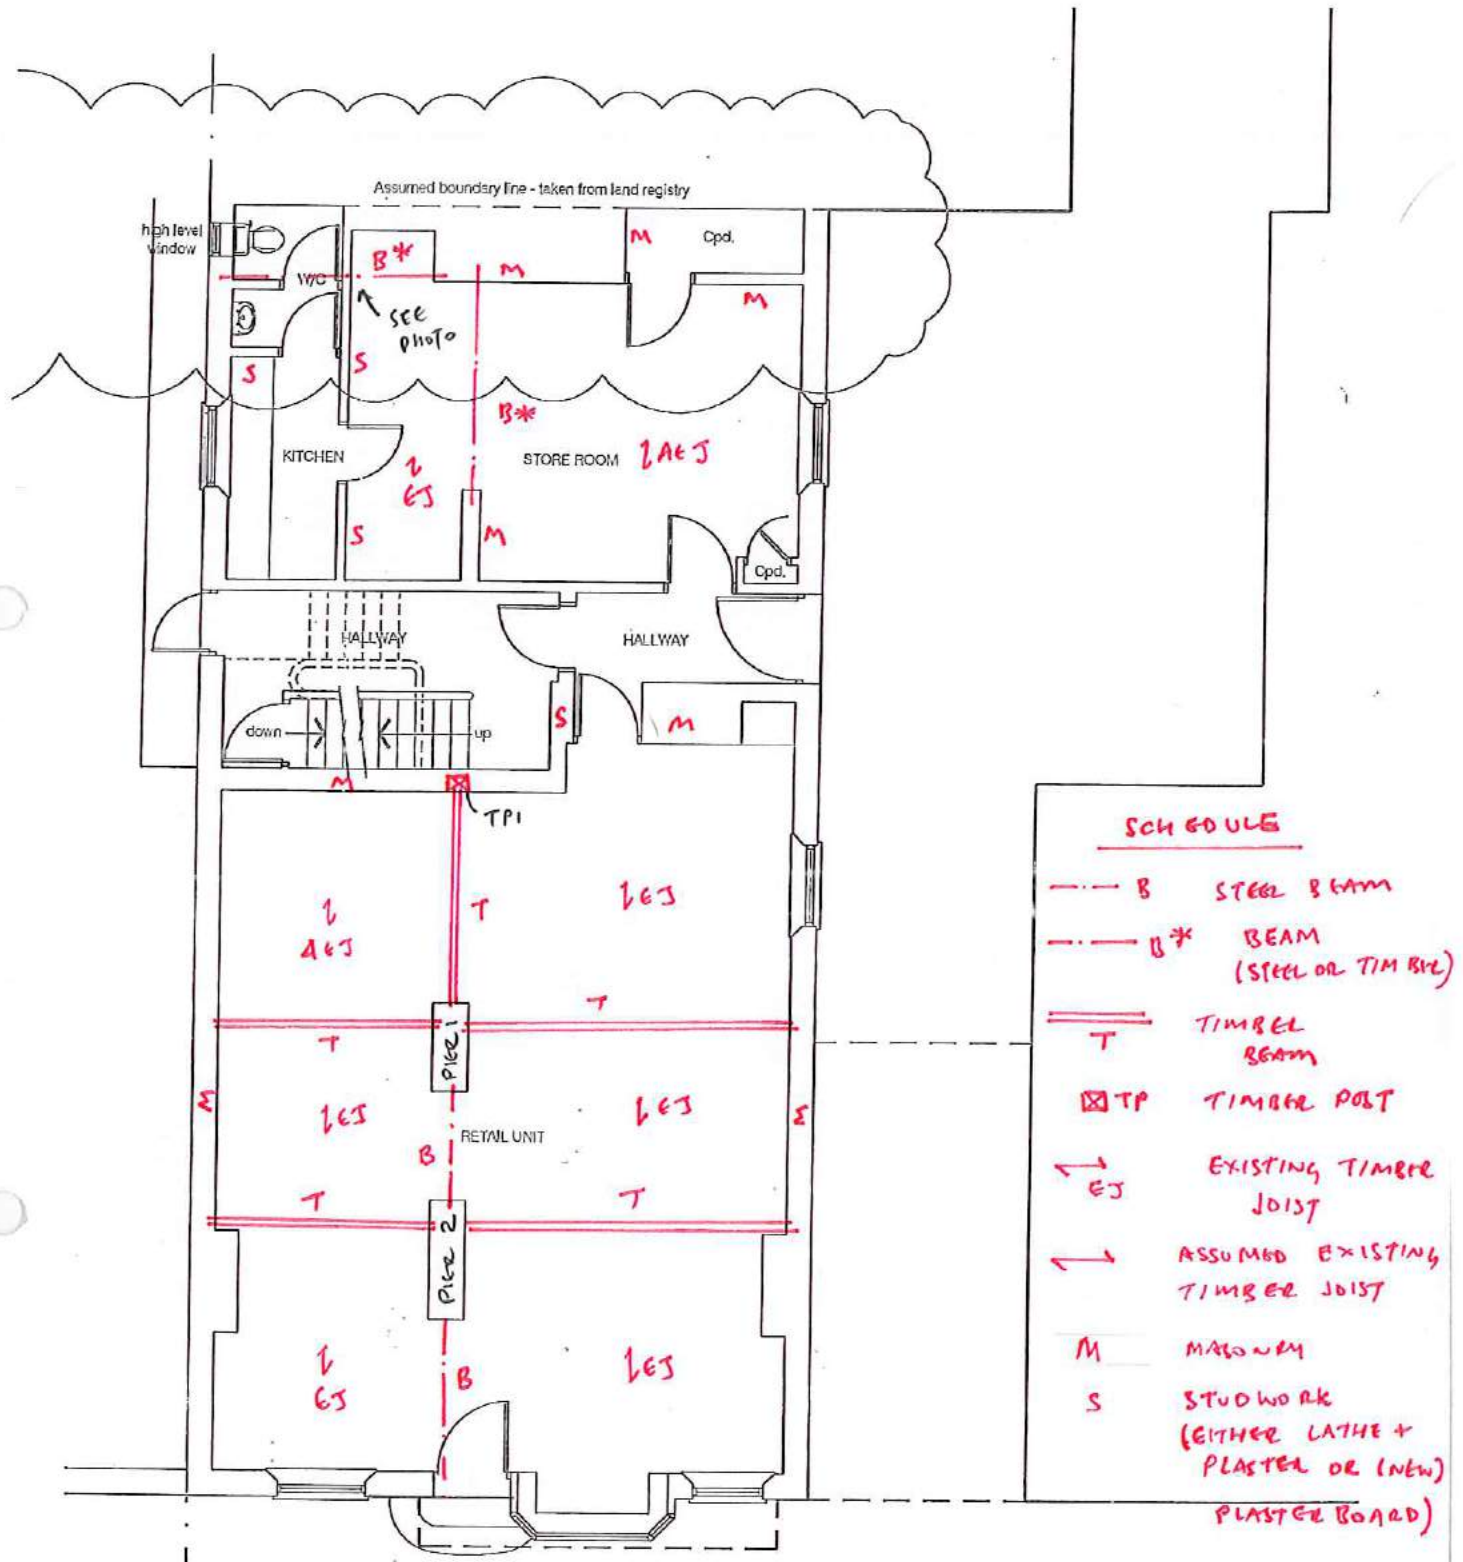 Assumed boundary line - taken from land registry
high level
window
W/C
B*
M
M
Cpd.
M
SEE
PHOTO
S
S
B*
KITCHEN
EJ
STORE ROOM
AEJ
S
M
Cpd.
HALLWAY
HALLWAY
down
up
S
M
M
TP1
T
EJ
AEJ
T
T
PIER 1
M
EJ
EJ
M
RETAIL UNIT
B
T
T
PIER 2
EJ
B
EJ
SCHEDULE
B STEEL BEAM
B* BEAM
(STEEL OR TIMBER)
T TIMBER
BEAM
TP TIMBER POST
EJ EXISTING TIMBER
JOIST
ASSUMED EXISTING
TIMBER JOIST
M MASONRY
S STUDWORK
(EITHER LATHE +
PLASTER OR (NEW)
PLASTER BOARD)